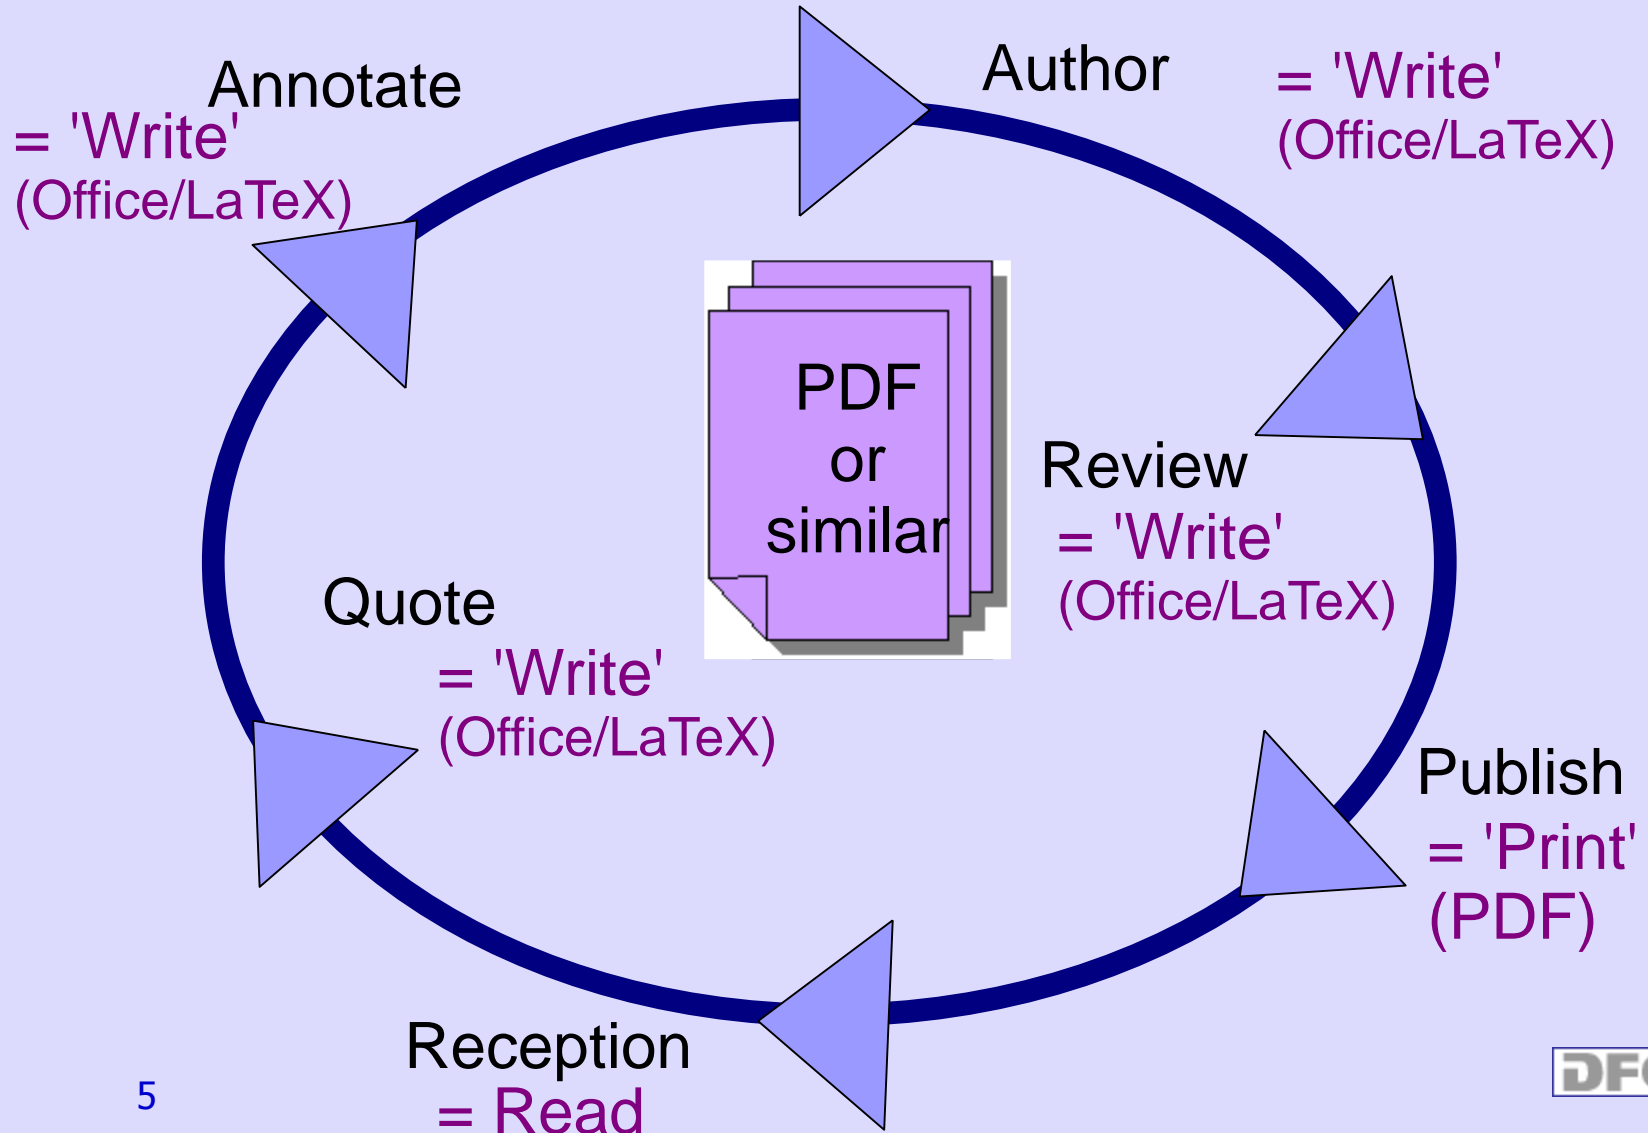 Annotate
= 'Write'
(Office/LaTeX)
Author
= 'Write'
(Office/LaTeX)
PDF
or
similar
Review
= 'Write'
(Office/LaTeX)
Quote
= 'Write'
(Office/LaTeX)
Publish
= 'Print'
(PDF)
Reception
= Read
5